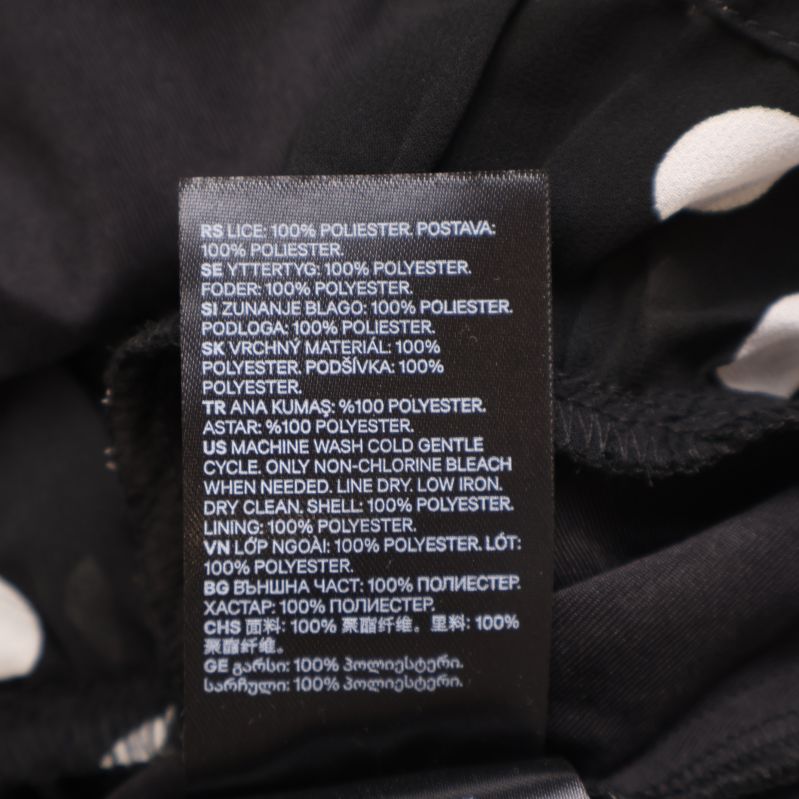 RS LICE: 100% POLIESTER. POSTAVA:
100% POLIESTER.
SE YTTERTYG: 100% POLYESTER.
FODER: 100% POLYESTER.
SI ZUNANJE BLAGO: 100% POLIESTER.
PODLOGA: 100% POLIESTER.
SK VRCHNÝ MATERIÁL: 100%
POLYESTER. PODŠÍVKA: 100%
POLYESTER.
TR ANA KUMAŞ: %100 POLYESTER.
ASTAR: %100 POLYESTER.
US MACHINE WASH COLD GENTLE
CYCLE. ONLY NON-CHLORINE BLEACH
WHEN NEEDED. LINE DRY. LOW IRON.
DRY CLEAN. SHELL: 100% POLYESTER.
LINING: 100% POLYESTER.
VN LỚP NGOÀI: 100% POLYESTER. LÓT:
100% POLYESTER.
BG ВЪНШНА ЧАСТ: 100% ПОЛИЕСТЕР.
ХАСТАР: 100% ПОЛИЕСТЕР.
CHS 面料: 100% 聚酯纤维。里料: 100%
聚酯纤维。
GE გარსი: 100% პოლიესტერი.
სარჩული: 100% პოლიესტერი.